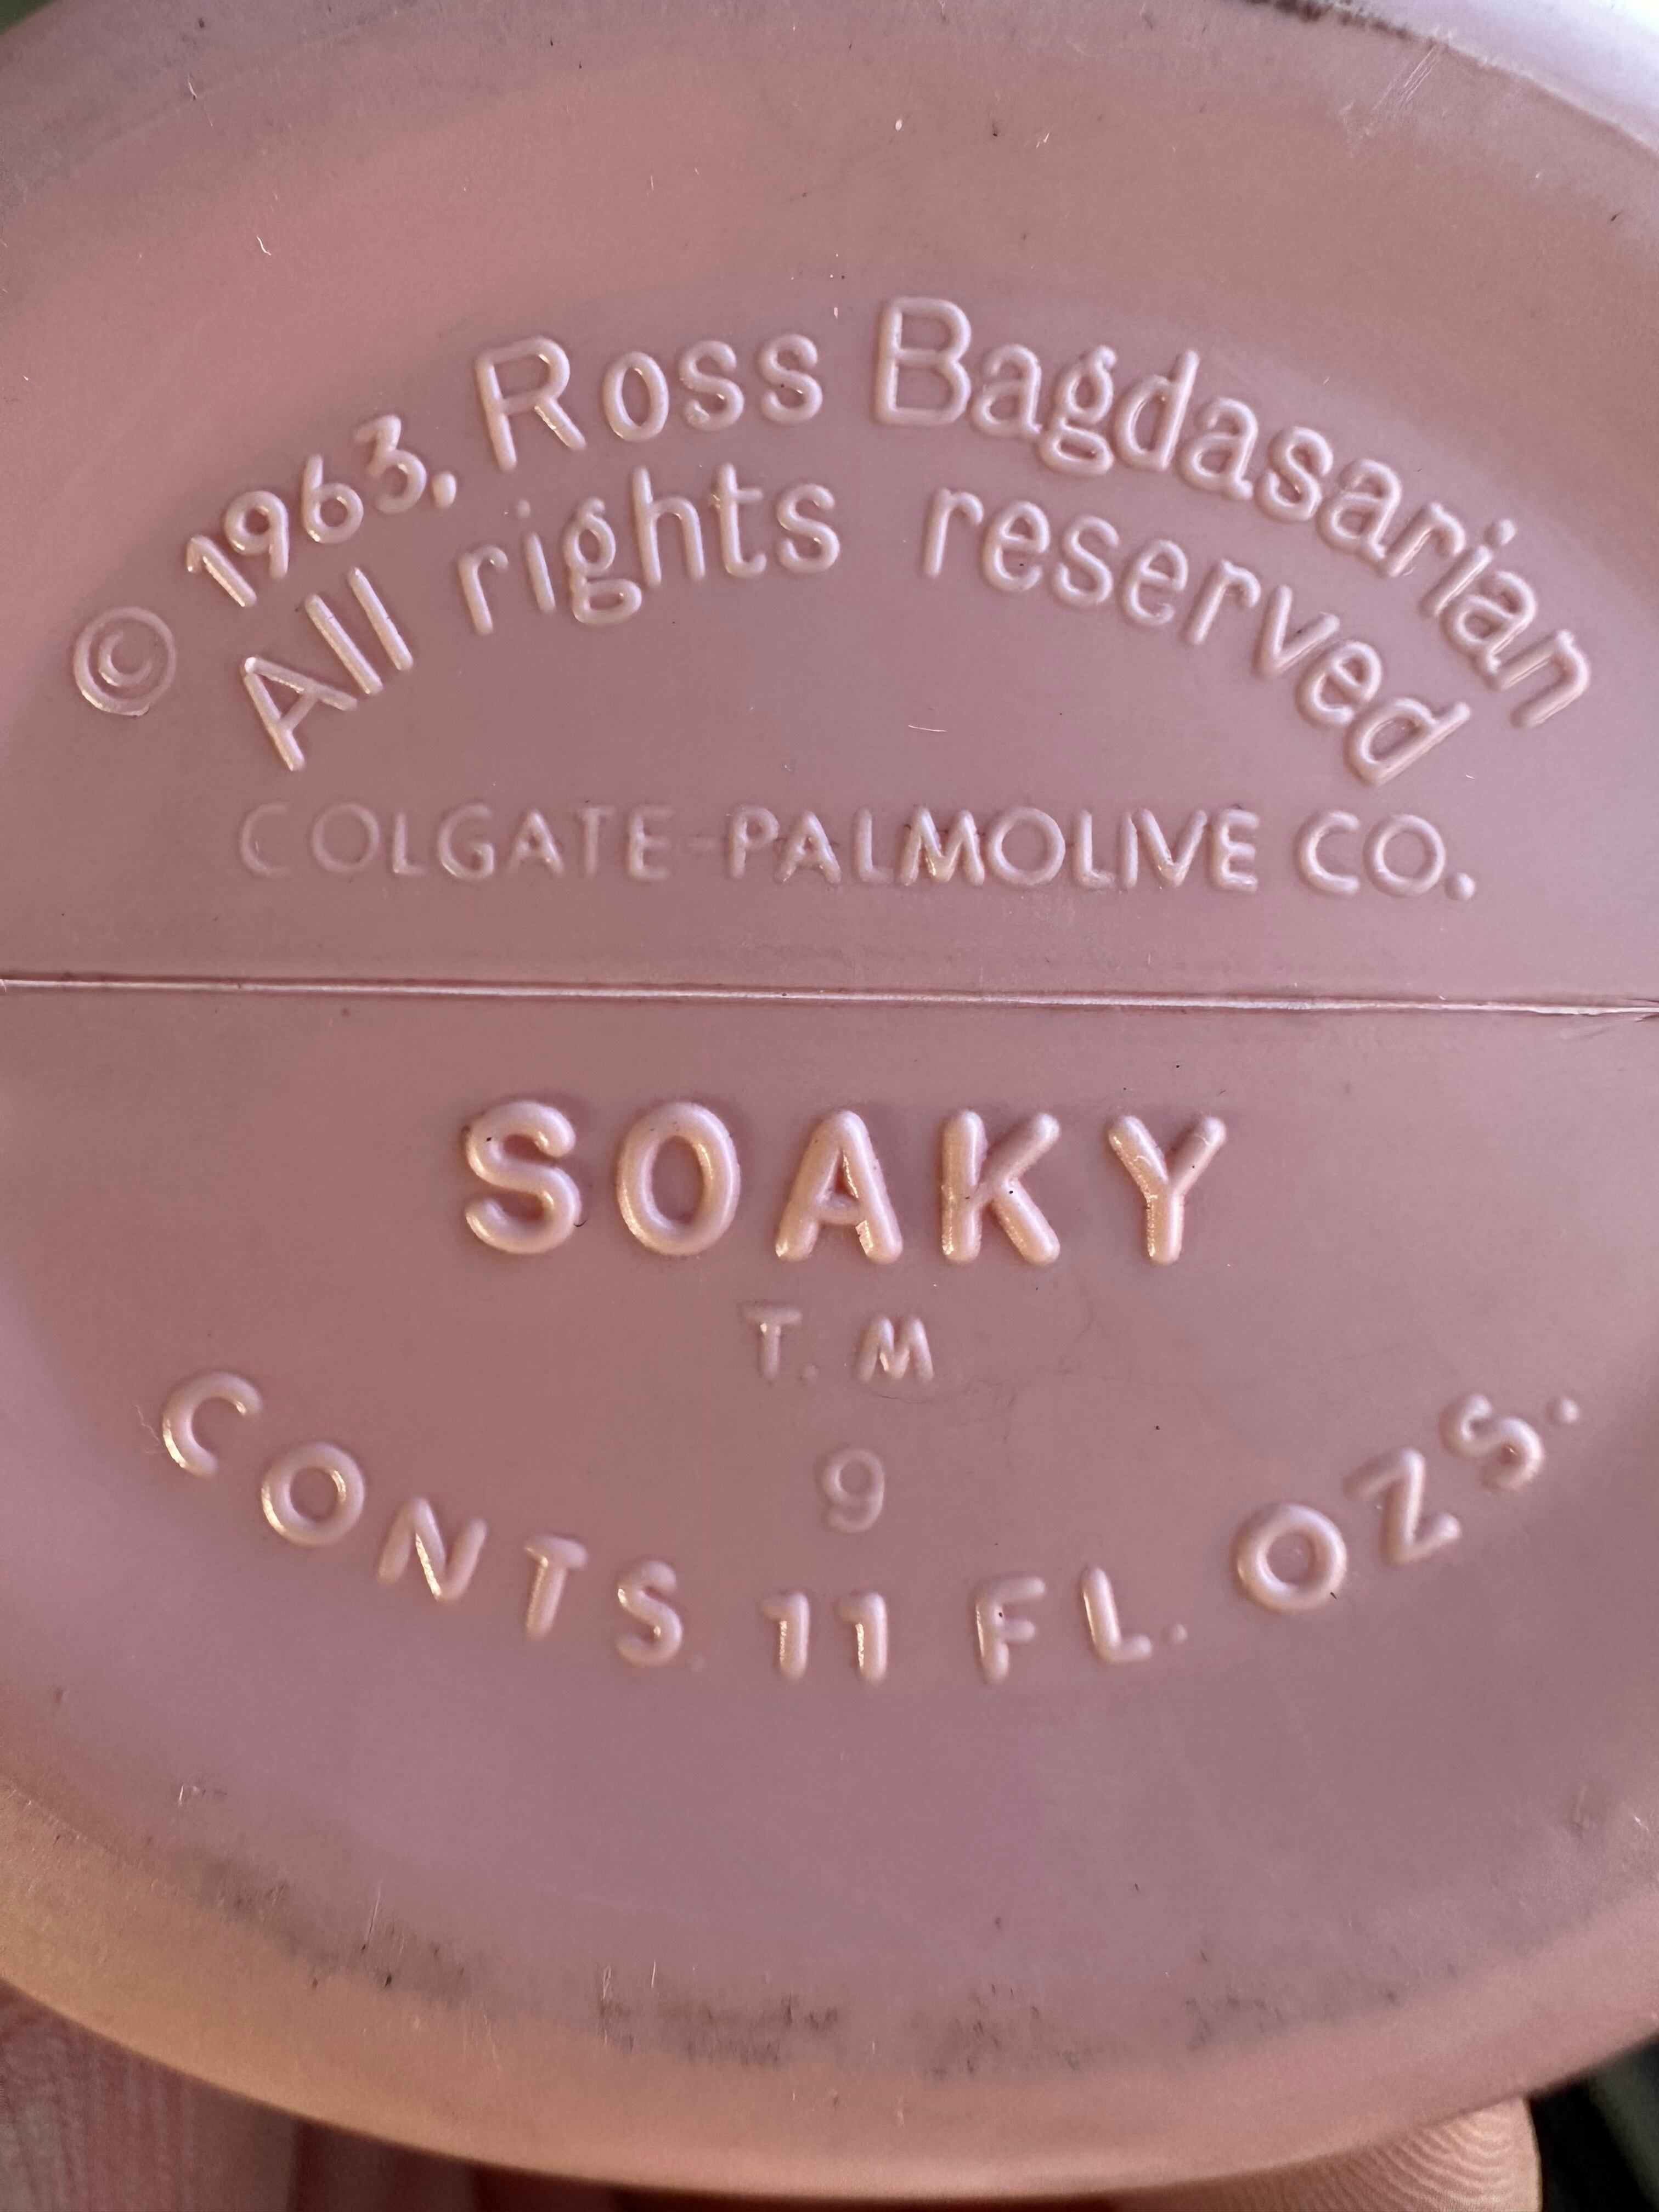 © 1963, Ross Bagdasarian
All rights reserved
COLGATE-PALMOLIVE CO.
SOAKY
T.M
9
CONTS. 11 FL. OZS.